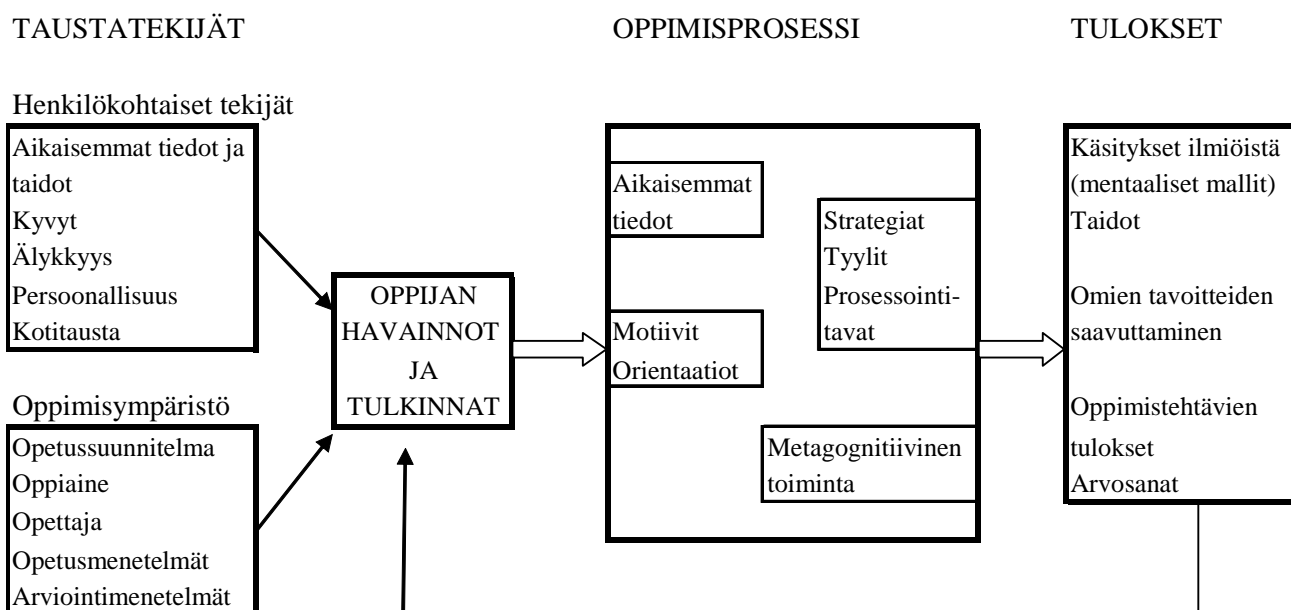 TAUSTATEKIJÄT
OPPIMISPROSESSI
TULOKSET
Henkilökohtaiset tekijät
Aikaisemmat tiedot ja
taidot
Kyvyt
Älykkyys
Persoonallisuus
Kotitausta
Oppimisympäristö
Opetussuunnitelma
Oppiaine
Opettaja
Opetusmenetelmät
Arviointimenetelmät
OPPIJAN
HAVAINNOT
JA
TULKINNAT
Aikaisemmat
tiedot
Motiivit
Orientaatiot
Strategiat
Tyylit
Prosessointi-
tavat
Metagognitiivinen
toiminta
Käsitykset ilmiöistä
(mentaaliset mallit)
Taidot
Omien tavoitteiden
saavuttaminen
Oppimistehtävien
tulokset
Arvosanat